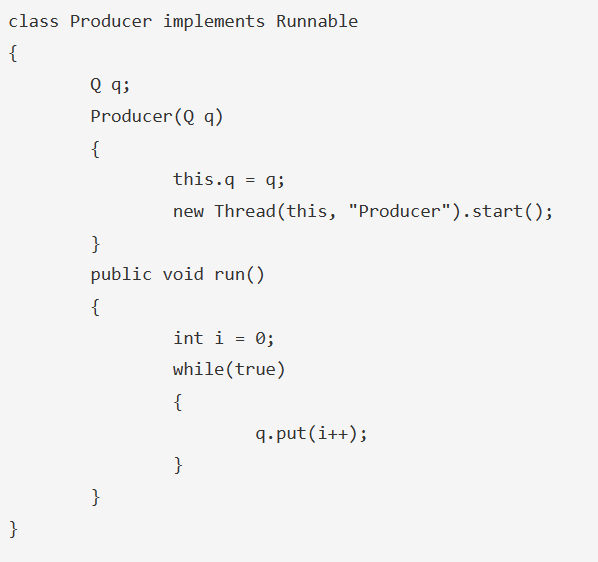 class Producer implements Runnable
{
Q q;
Producer(Q q)
{
this.q = q;
new Thread(this, "Producer").start();
}
public void run()
{
int i = 0;
while(true)
{
q.put(i++);
}
}
}